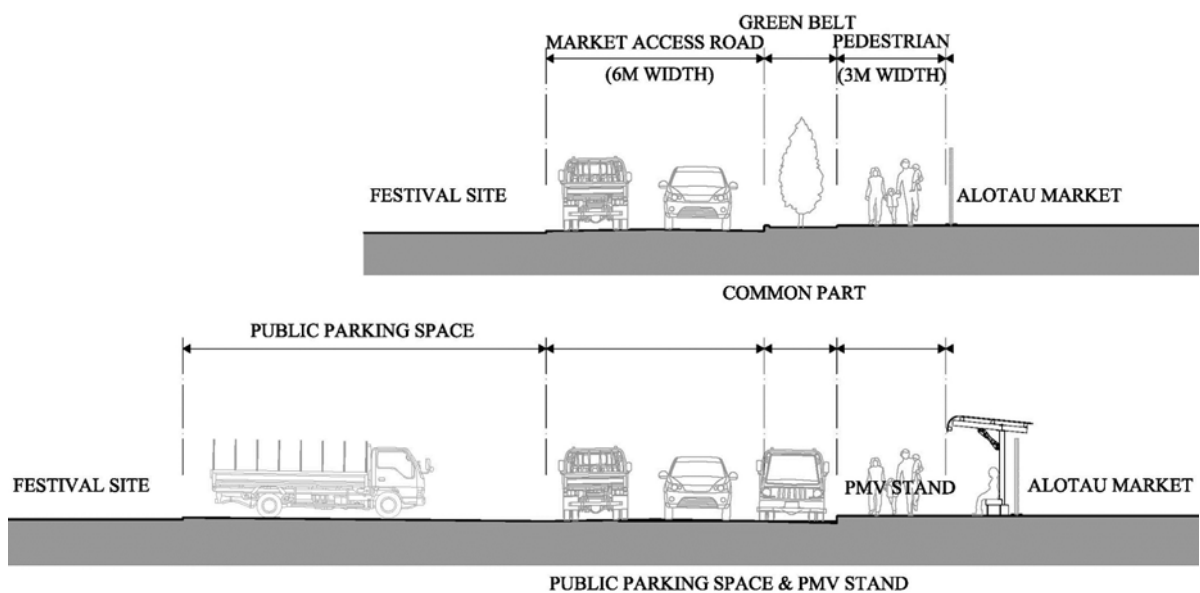 GREEN BELT
MARKET ACCESS ROAD
PEDESTRIAN
(6M WIDTH)
(3M WIDTH)
FESTIVAL SITE
ALOTAU MARKET
COMMON PART
PUBLIC PARKING SPACE
FESTIVAL SITE
PMV STAND
ALOTAU MARKET
PUBLIC PARKING SPACE & PMV STAND